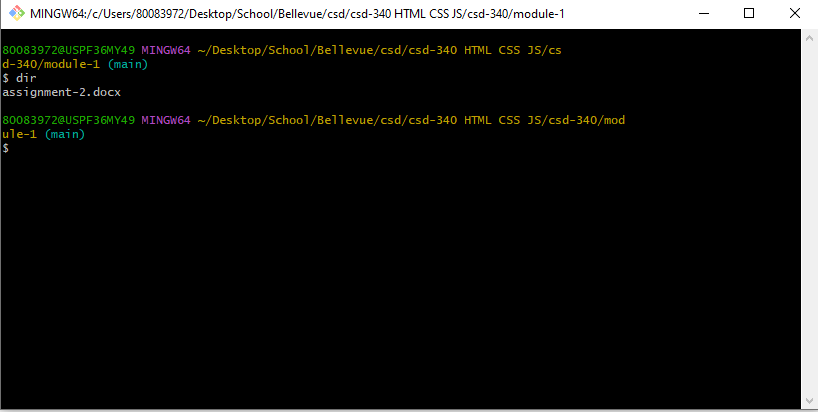 MINGW64:/c/Users/80083972/Desktop/School/Bellevue/csd/csd-340 HTML CSS JS/csd-340/module-1
80083972@USPF36MY49 MINGW64 ~/Desktop/School/Bellevue/csd/csd-340 HTML CSS JS/cs
d-340/module-1 (main)
$ dir
assignment-2.docx
80083972@USPF36MY49 MINGW64 ~/Desktop/School/Bellevue/csd/csd-340 HTML CSS JS/csd-340/mod
ule-1 (main)
$